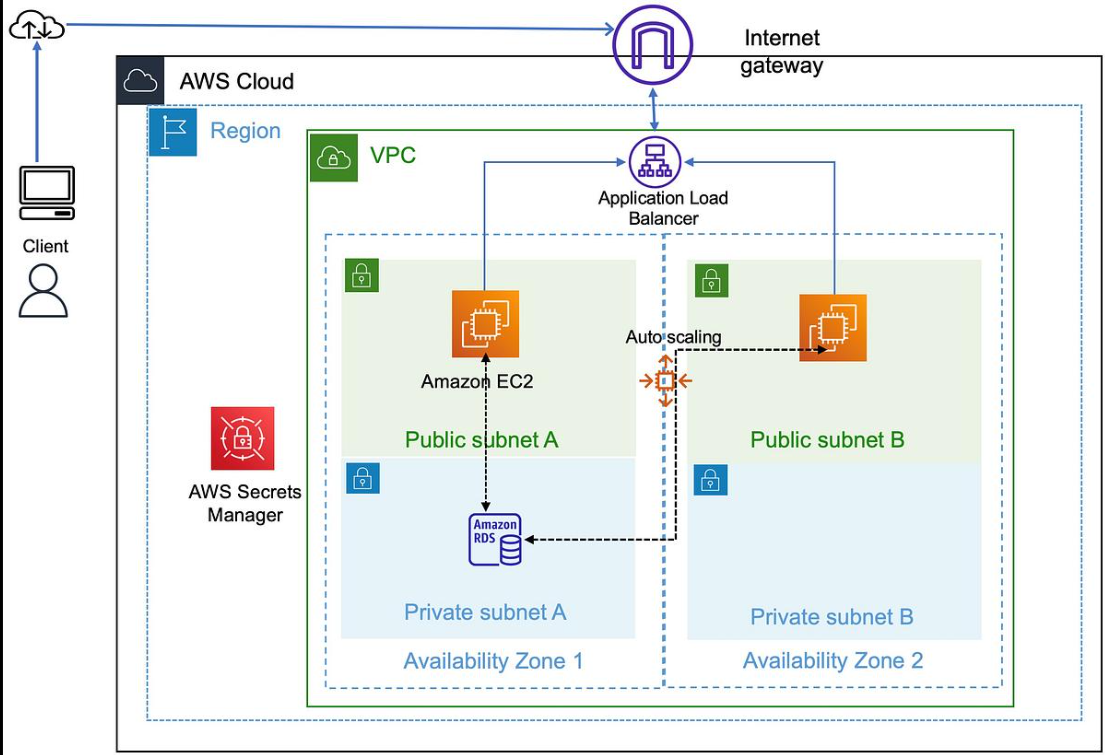 Internet
gateway
AWS Cloud
Region
VPC
Client
Application Load
Balancer
Auto scaling
Amazon EC2
Public subnet A
Public subnet B
AWS Secrets
Manager
Amazon
RDS
Private subnet A
Private subnet B
Availability Zone 1
Availability Zone 2